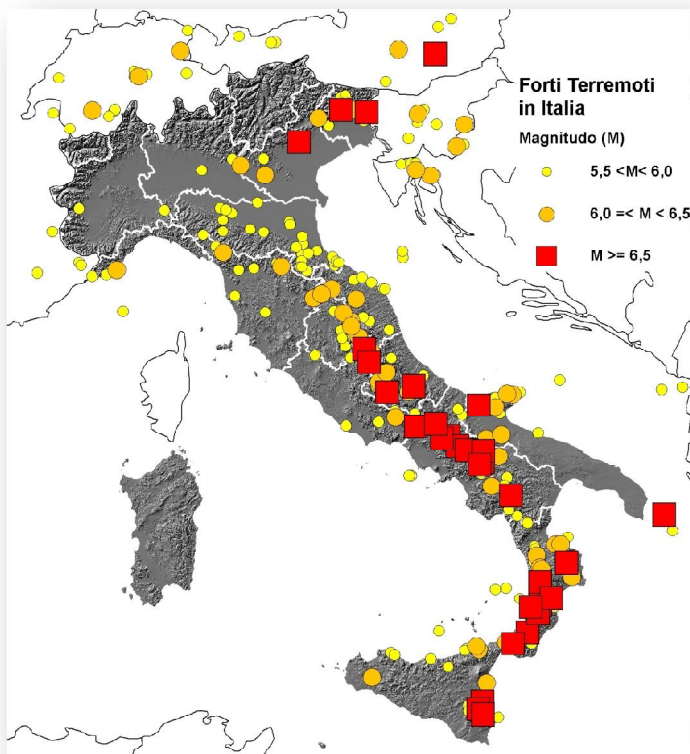 Forti Terremoti
in Italia
Magnitudo (M)
5,5 <M< 6,0
6,0 =< M < 6,5
M >= 6,5